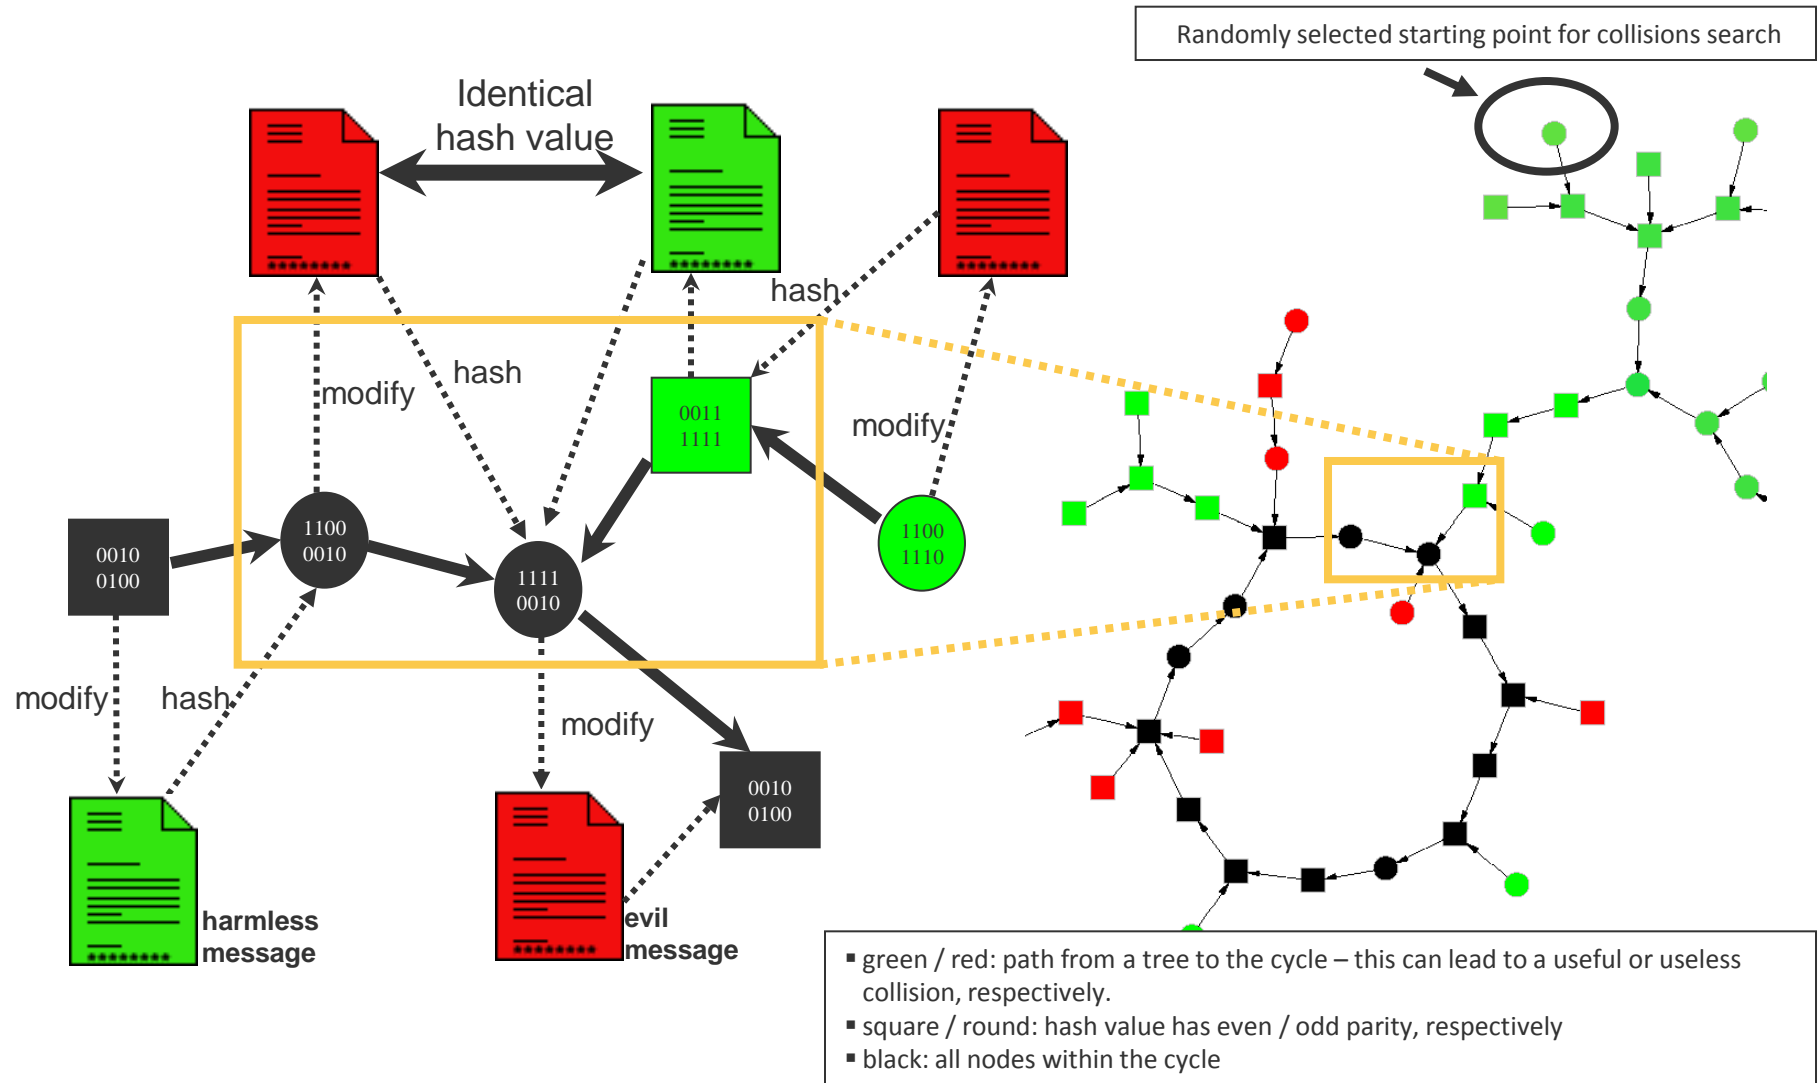 Randomly selected starting point for collisions search
Identical
hash value
hash
modify
hash
modify
0011
1111
1100
0010
1100
1110
0010
0100
1111
0010
modify
hash
modify
0010
0100
harmless
message
evil
message
▪ green / red: path from a tree to the cycle – this can lead to a useful or useless
collision, respectively.
▪ square / round: hash value has even / odd parity, respectively
▪ black: all nodes within the cycle